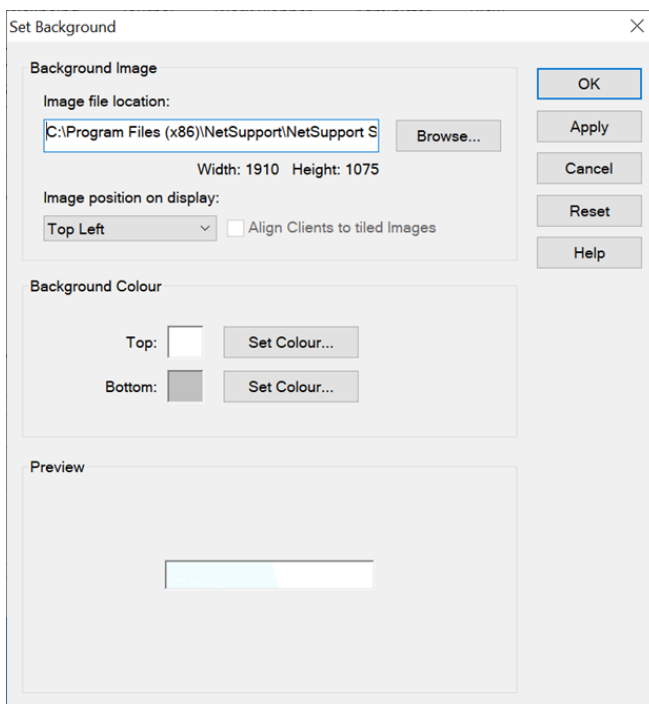 Set Background
Background Image
Image file location:
C:\Program Files (x86)\NetSupport\NetSupport S
Browse...
Width: 1910 Height: 1075
Image position on display:
Top Left
Align Clients to tiled Images
OK
Apply
Cancel
Reset
Help
Background Colour
Top:
Set Colour...
Bottom:
Set Colour...
Preview